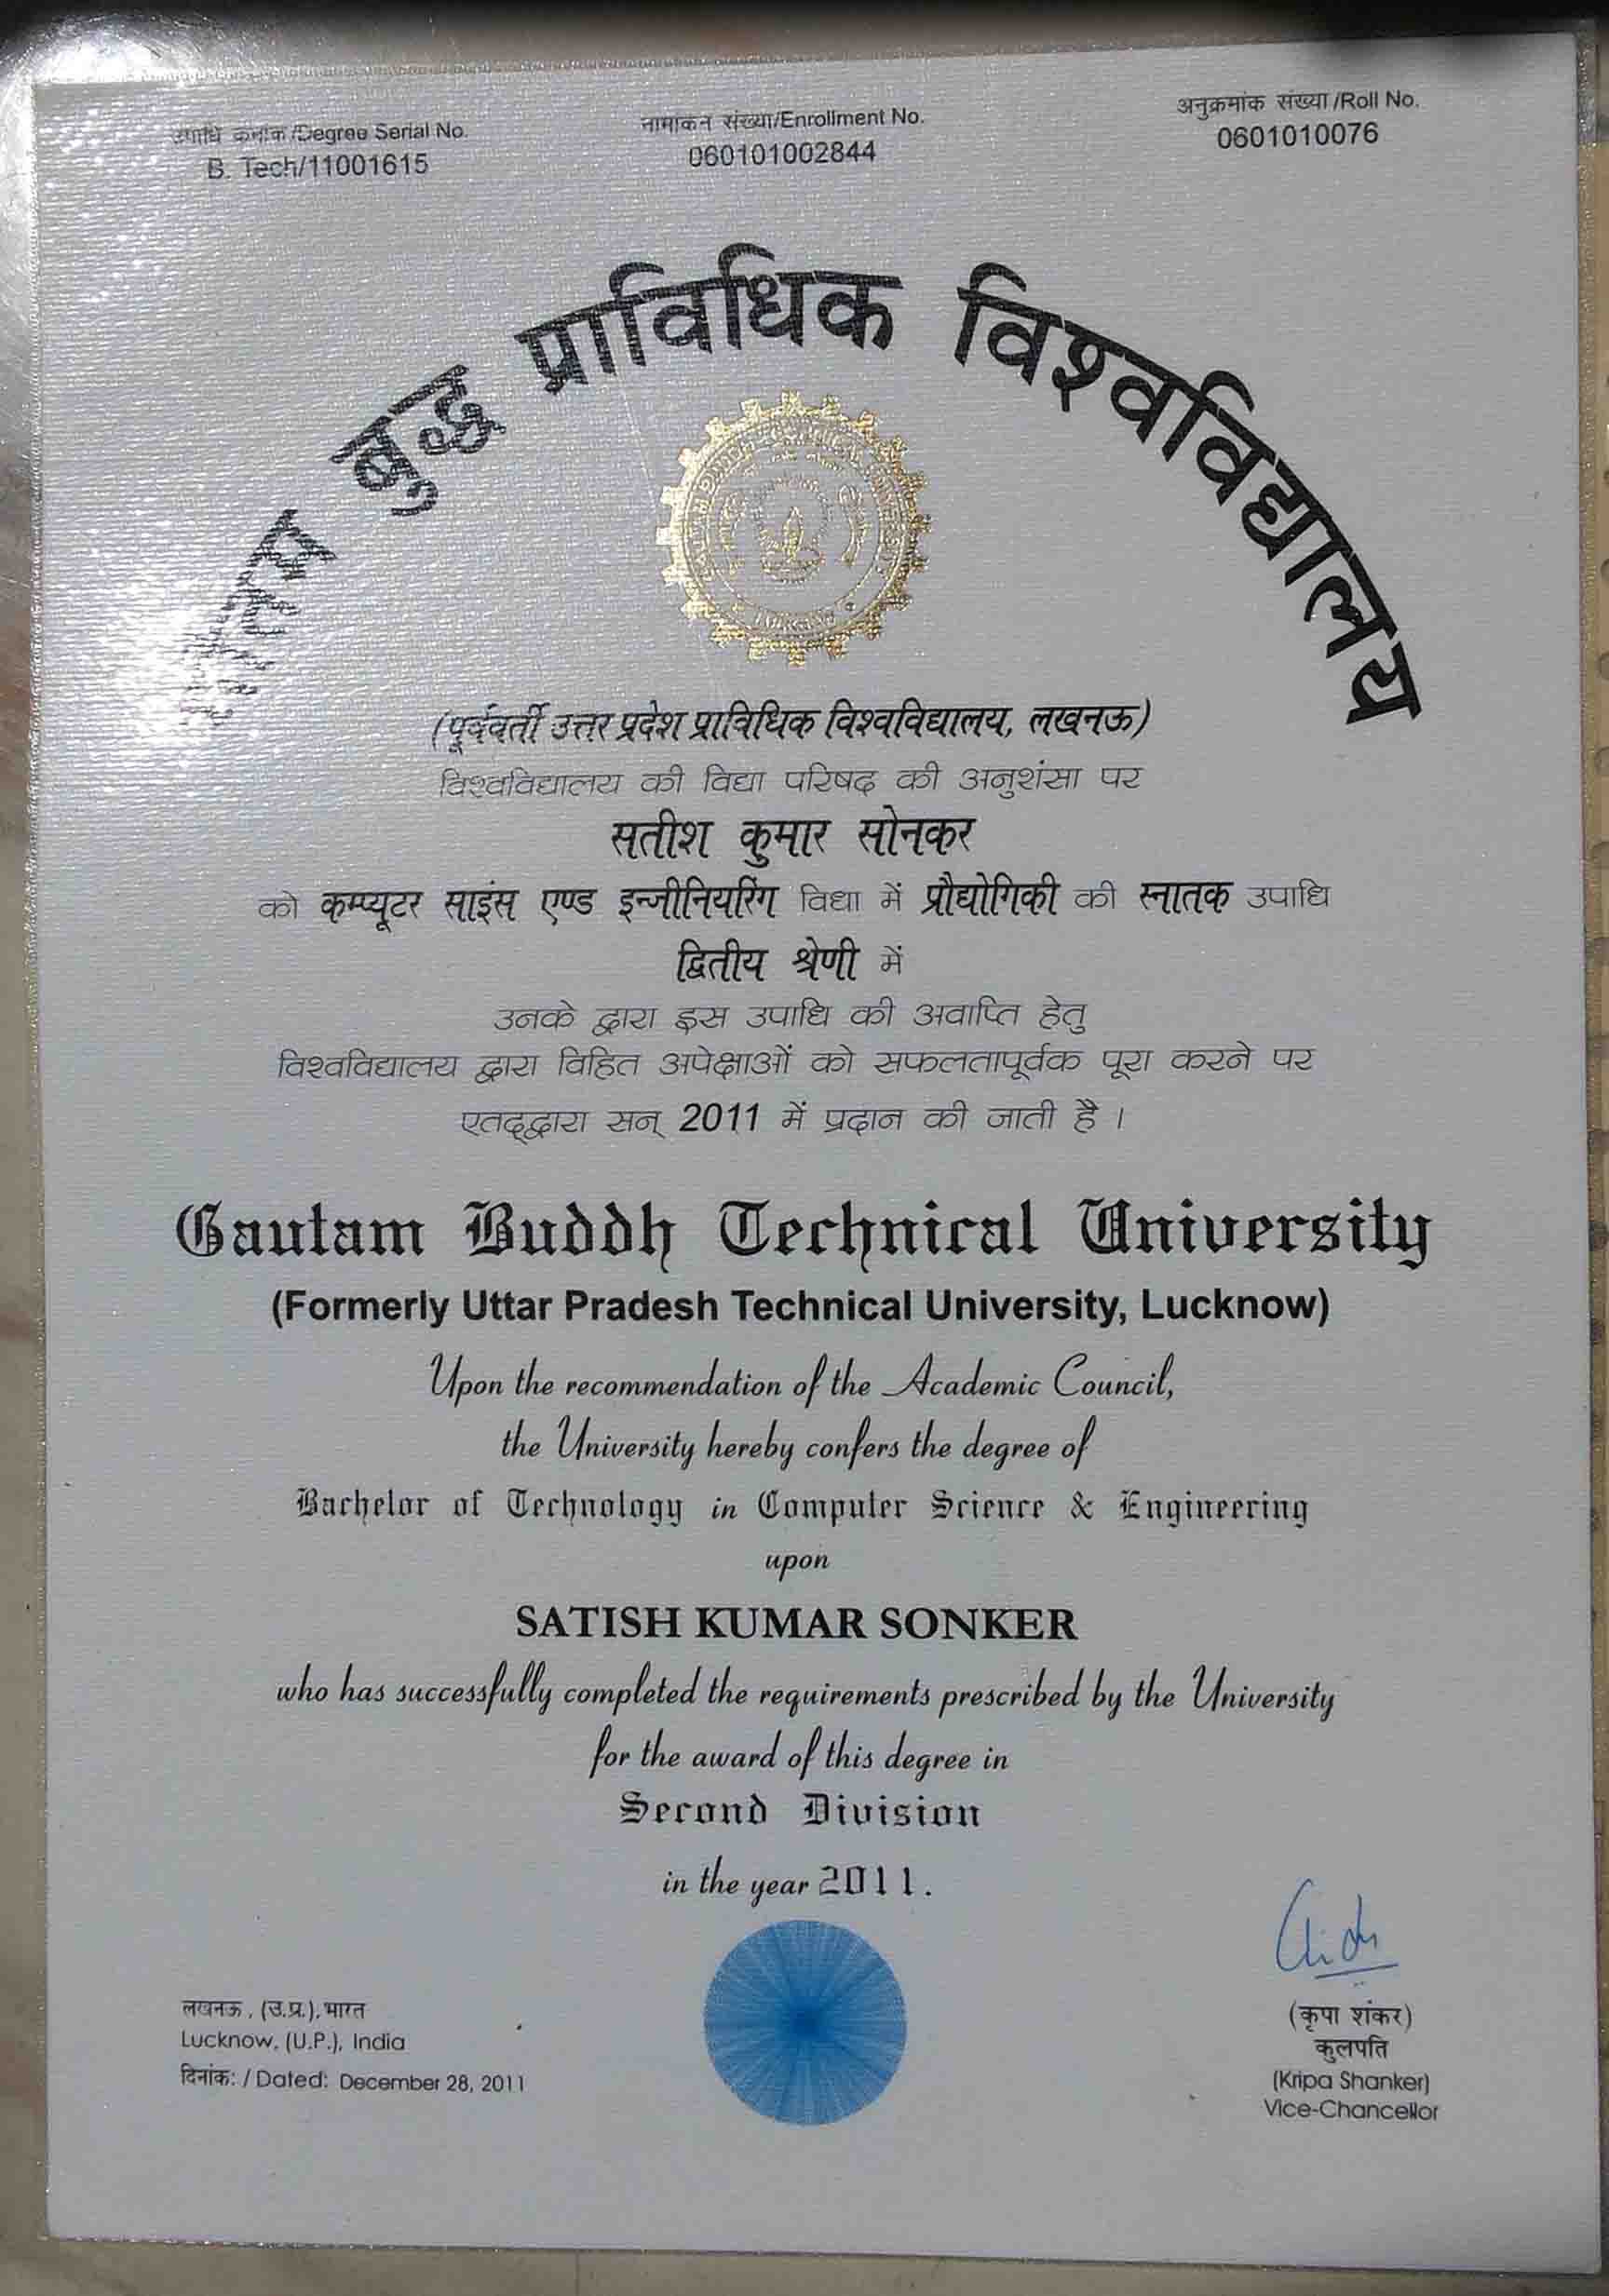 उपाधि क्रमांक /Degree Serial No.
B. Tech/11001615
नामांकन संख्या/Enrollment No.
060101002844
अनुक्रमांक संख्या /Roll No.
0601010076
गौतम बुद्ध प्राविधिक विश्वविद्यालय
(पूर्ववर्ती उत्तर प्रदेश प्राविधिक विश्वविद्यालय, लखनऊ)
विश्वविद्यालय की विद्या परिषद की अनुशंसा पर
सतीश कुमार सोनकर
को कम्प्यूटर साइंस एण्ड इन्जीनियरिंग विद्या में प्रौद्योगिकी की स्नातक उपाधि
द्वितीय श्रेणी में
उनके द्वारा इस उपाधि की अवाप्ति हेतु
विश्वविद्यालय द्वारा विहित अपेक्षाओं को सफलतापूर्वक पूरा करने पर
एतद्द्वारा सन् 2011 में प्रदान की जाती है ।
Gautam Buddh Technical University
(Formerly Uttar Pradesh Technical University, Lucknow)
Upon the recommendation of the Academic Council,
the University hereby confers the degree of
Bachelor of Technology in Computer Science & Engineering
upon
SATISH KUMAR SONKER
who has successfully completed the requirements prescribed by the University
for the award of this degree in
Second Division
in the year 2011.
लखनऊ, (उ.प्र.), भारत
Lucknow, (U.P.), India
दिनांक: / Dated: December 28, 2011
(कृपा शंकर)
कुलपति
(Kripa Shanker)
Vice-Chancellor